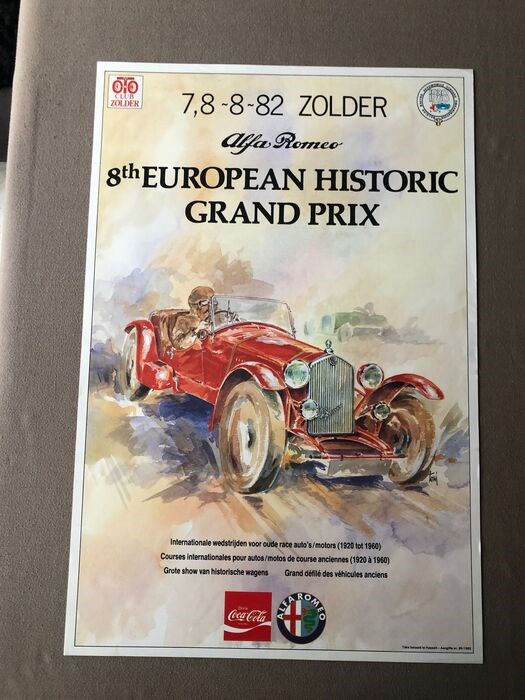 CLUB
ZOLDER
7,8-8-82 ZOLDER
Alfa Romeo
8th EUROPEAN HISTORIC
GRAND PRIX
Internationale wedstrijden voor oude race auto's/motors (1920 tot 1960)
Courses internationales pour autos/motos de course anciennes (1920 à 1960)
Grote show van historische wagens Grand défilé des véhicules anciens
Drink
Coca-Cola
ALFA ROMEO